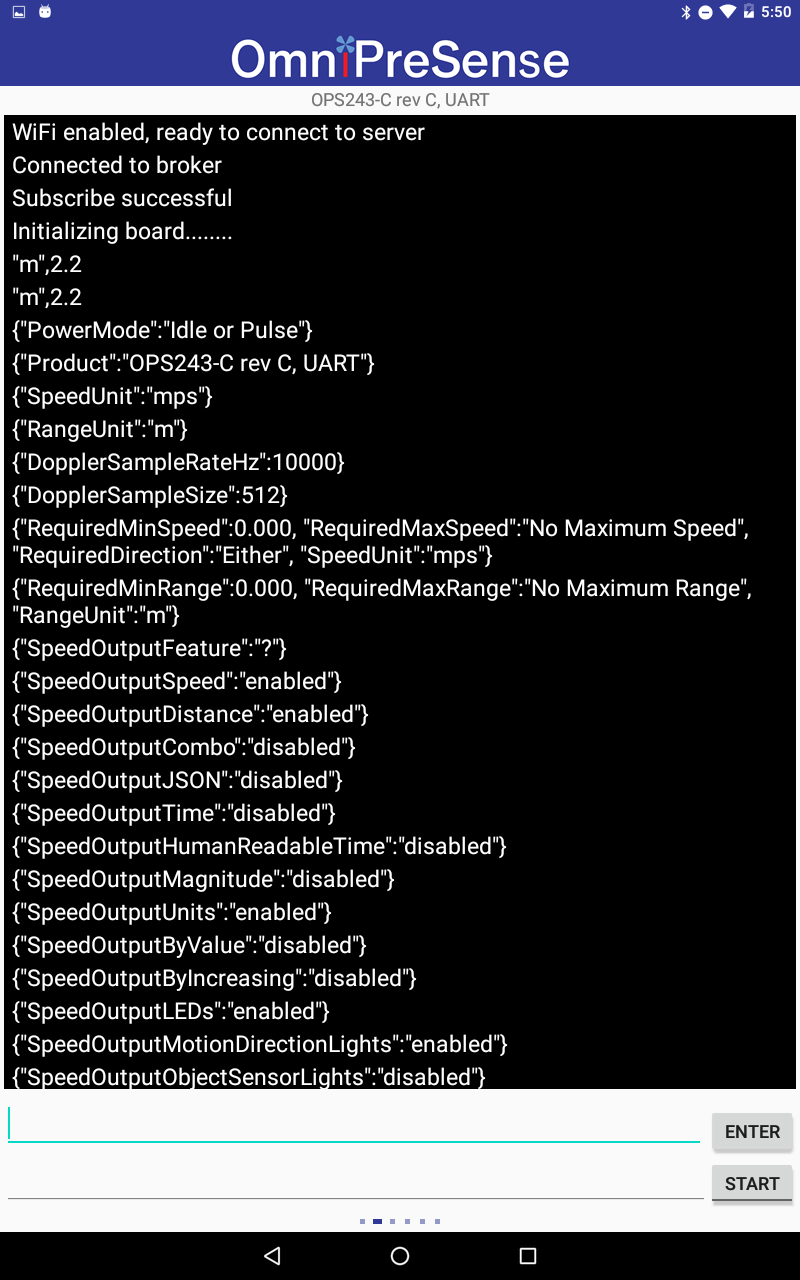 5:50
OmniPreSense
OPS243-C rev C, UART
WiFi enabled, ready to connect to server
Connected to broker
Subscribe successful
Initializing board........
"m",2.2
"m",2.2
{"PowerMode":"Idle or Pulse"}
{"Product":"OPS243-C rev C, UART"}
{"SpeedUnit":"mps"}
{"RangeUnit":"m"}
{"DopplerSampleRateHz":10000}
{"DopplerSampleSize":512}
{"RequiredMinSpeed":0.000, "RequiredMaxSpeed":"No Maximum Speed",
"RequiredDirection":"Either", "SpeedUnit":"mps"}
{"RequiredMinRange":0.000, "RequiredMaxRange":"No Maximum Range",
"RangeUnit":"m"}
{"SpeedOutputFeature":"?"}
{"SpeedOutputSpeed":"enabled"}
{"SpeedOutputDistance":"enabled"}
{"SpeedOutputCombo":"disabled"}
{"SpeedOutputJSON":"disabled"}
{"SpeedOutputTime":"disabled"}
{"SpeedOutputHumanReadableTime":"disabled"}
{"SpeedOutputMagnitude":"disabled"}
{"SpeedOutputUnits":"enabled"}
{"SpeedOutputByValue":"disabled"}
{"SpeedOutputByIncreasing":"disabled"}
{"SpeedOutputLEDs":"enabled"}
{"SpeedOutputMotionDirectionLights":"enabled"}
{"SpeedOutputObjectSensorLights":"disabled"}
ENTER
START